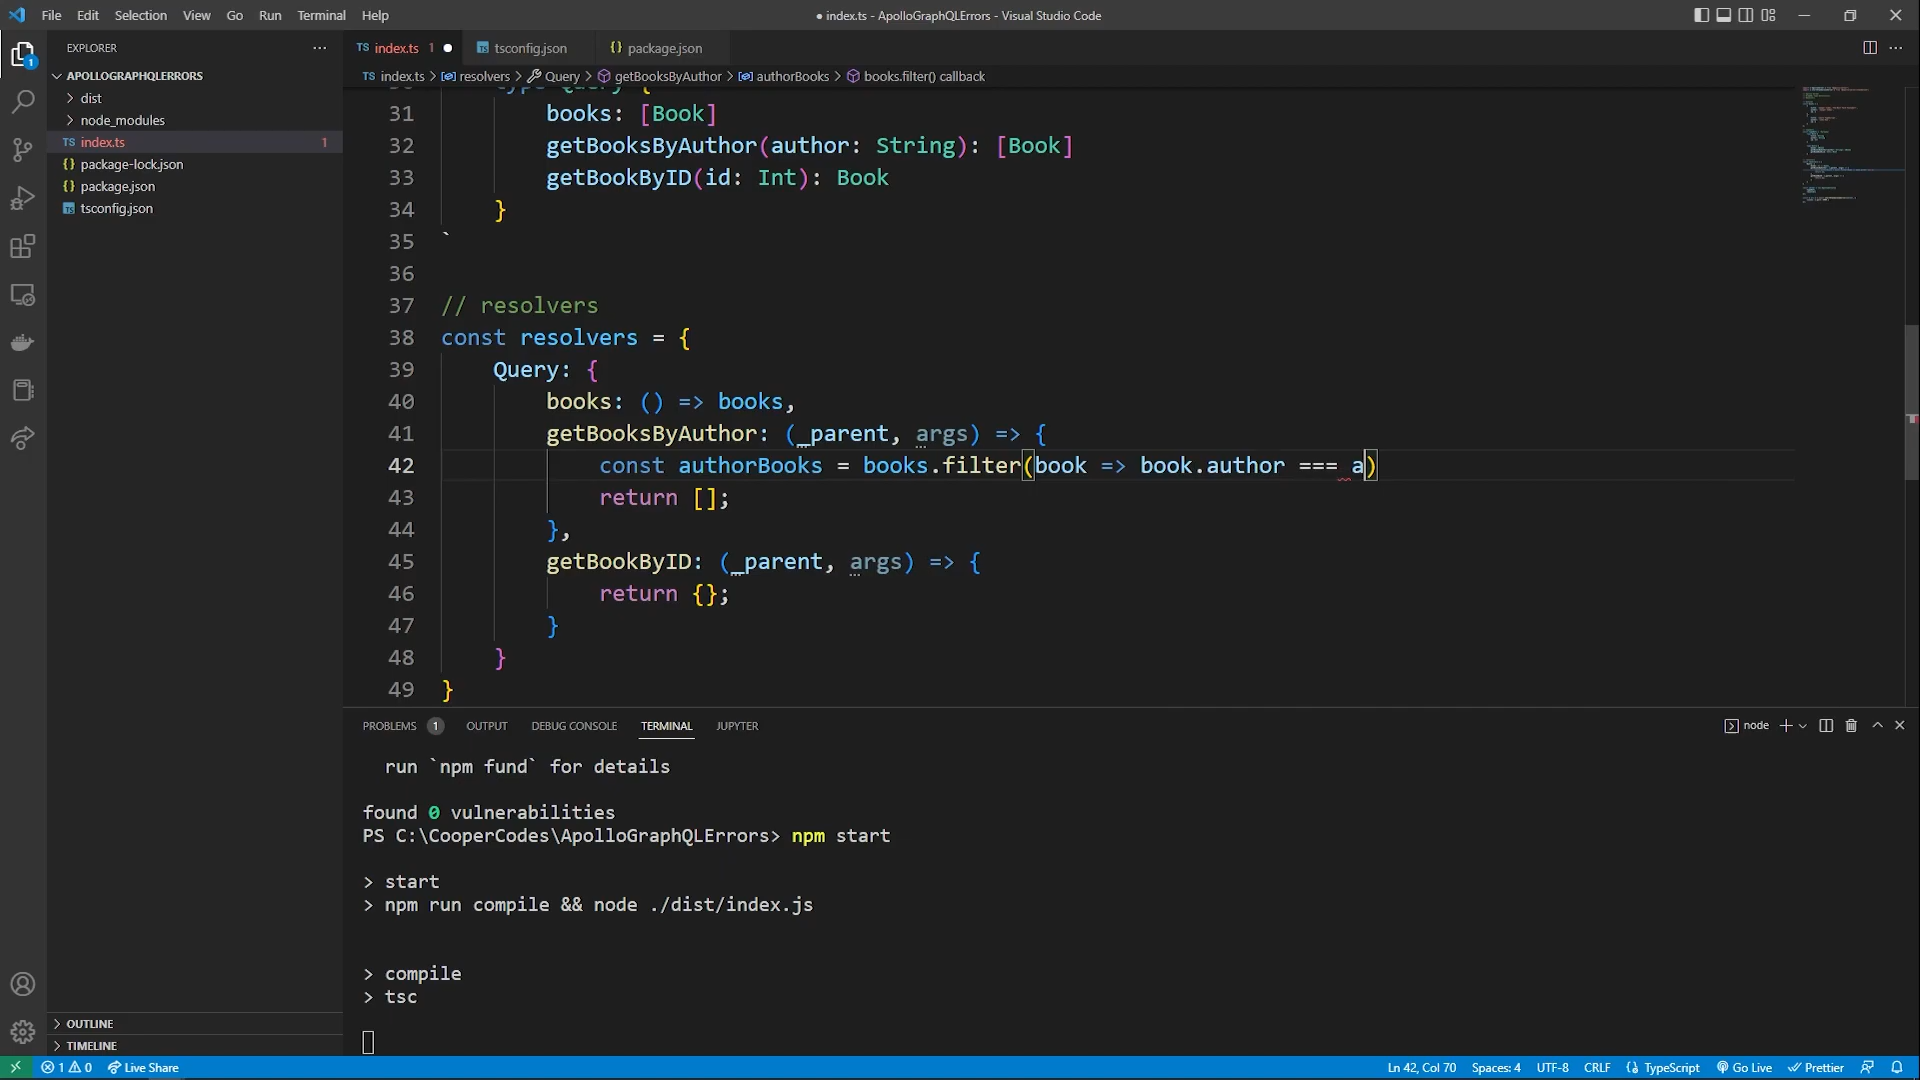 File Edit Selection View Go Run Terminal Help
● index.ts - ApolloGraphQLErrors - Visual Studio Code
EXPLORER
APOLLOGRAPHQLERRORS
dist
node_modules
TS index.ts 1
{} package-lock.json
{} package.json
tsconfig.json
OUTLINE
TIMELINE
TS index.ts 1 ● tsconfig.json {} package.json
TS index.ts > resolvers > Query > getBooksByAuthor > authorBooks > books.filter() callback
type Query {
31 books: [Book]
32 getBooksByAuthor(author: String): [Book]
33 getBookByID(id: Int): Book
34 }
35 `
36
37 // resolvers
38 const resolvers = {
39 Query: {
40 books: () => books,
41 getBooksByAuthor: (_parent, args) => {
42 const authorBooks = books.filter(book => book.author === a)
43 return [];
44 },
45 getBookByID: (_parent, args) => {
46 return {};
47 }
48 }
49 }
PROBLEMS 1 OUTPUT DEBUG CONSOLE TERMINAL JUPYTER
node
run `npm fund` for details
found 0 vulnerabilities
PS C:\CooperCodes\ApolloGraphQLErrors> npm start
> start
> npm run compile && node ./dist/index.js
> compile
> tsc
1 0 Live Share
Ln 42, Col 70 Spaces: 4 UTF-8 CRLF {} TypeScript Go Live Prettier